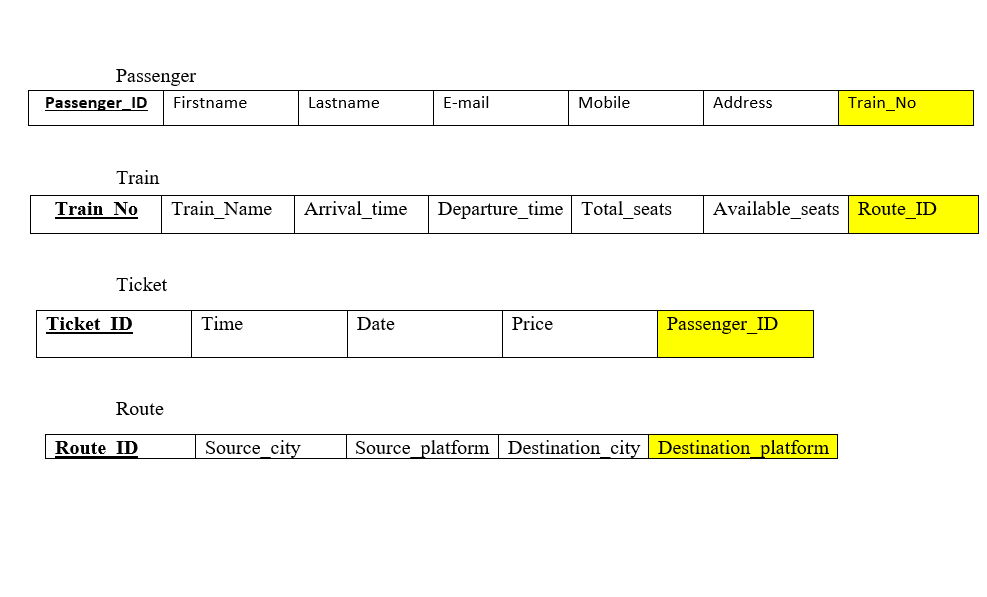 Passenger
Passenger_ID Firstname Lastname E-mail Mobile Address Train_No
Train
Train_No Train_Name Arrival_time Departure_time Total_seats Available_seats Route_ID
Ticket
Ticket_ID Time Date Price Passenger_ID
Route
Route_ID Source_city Source_platform Destination_city Destination_platform